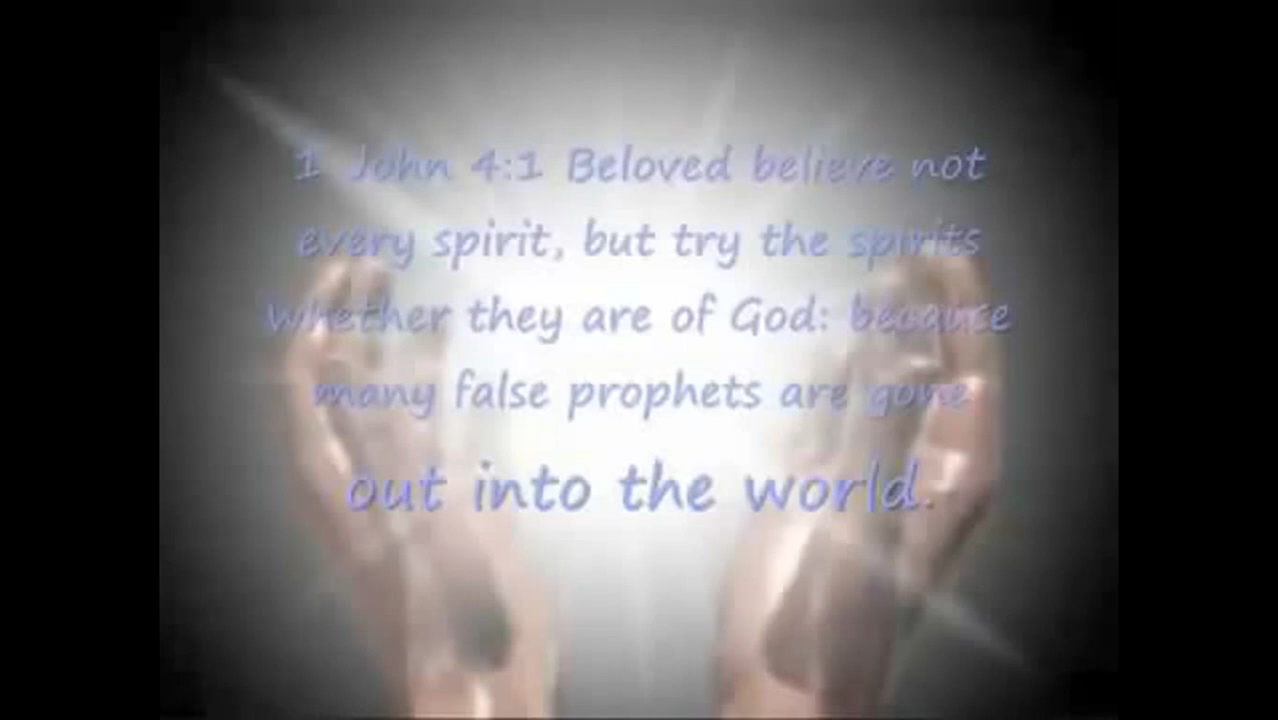 1 John 4:1 Beloved believe not
every spirit, but try the spirits
whether they are of God: because
many false prophets are gone
out into the world.